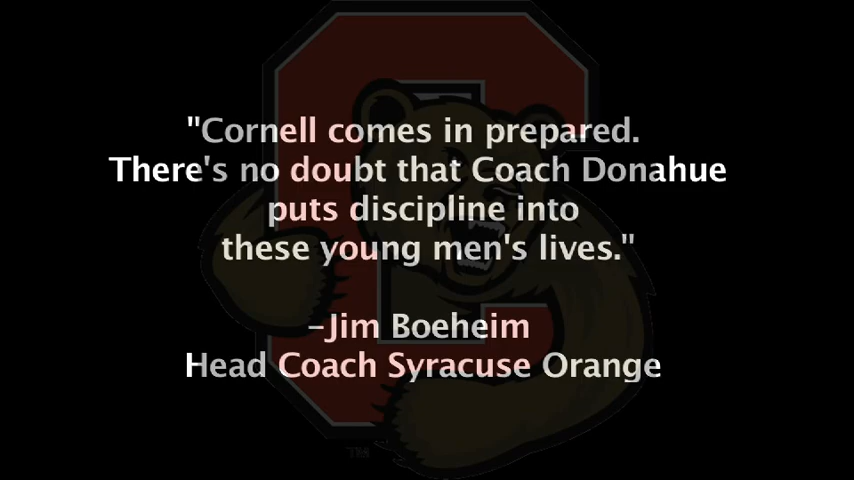 "Cornell comes in prepared.
There's no doubt that Coach Donahue
puts discipline into
these young men's lives."
-Jim Boeheim
Head Coach Syracuse Orange
TM